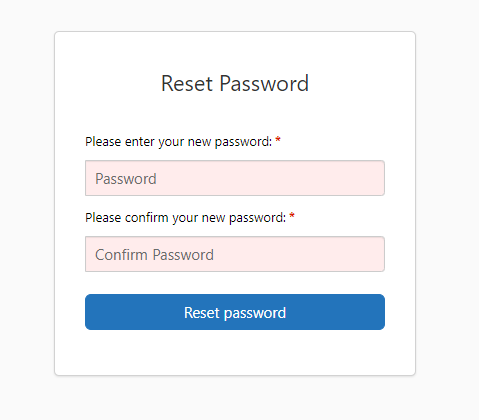 Reset Password
Please enter your new password: *
Password
Please confirm your new password: *
Confirm Password
Reset password